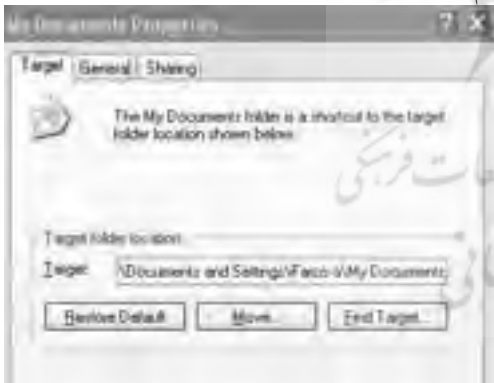 My Documents Properties
Target General Sharing
The My Documents folder is a shortcut to the target
folder location shown below.
Target folder location
Target: \Documents and Settings\ \My Documents
Restore Default Move... Find Target...
فرهنگی